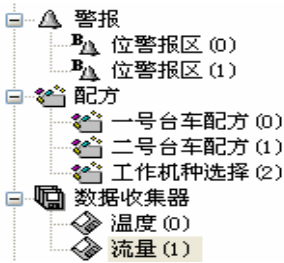 警报
B 位警报区 (0)
B 位警报区 (1)
配方
一号台车配方 (0)
二号台车配方 (1)
工作机种选择 (2)
数据收集器
温度 (0)
流量 (1)